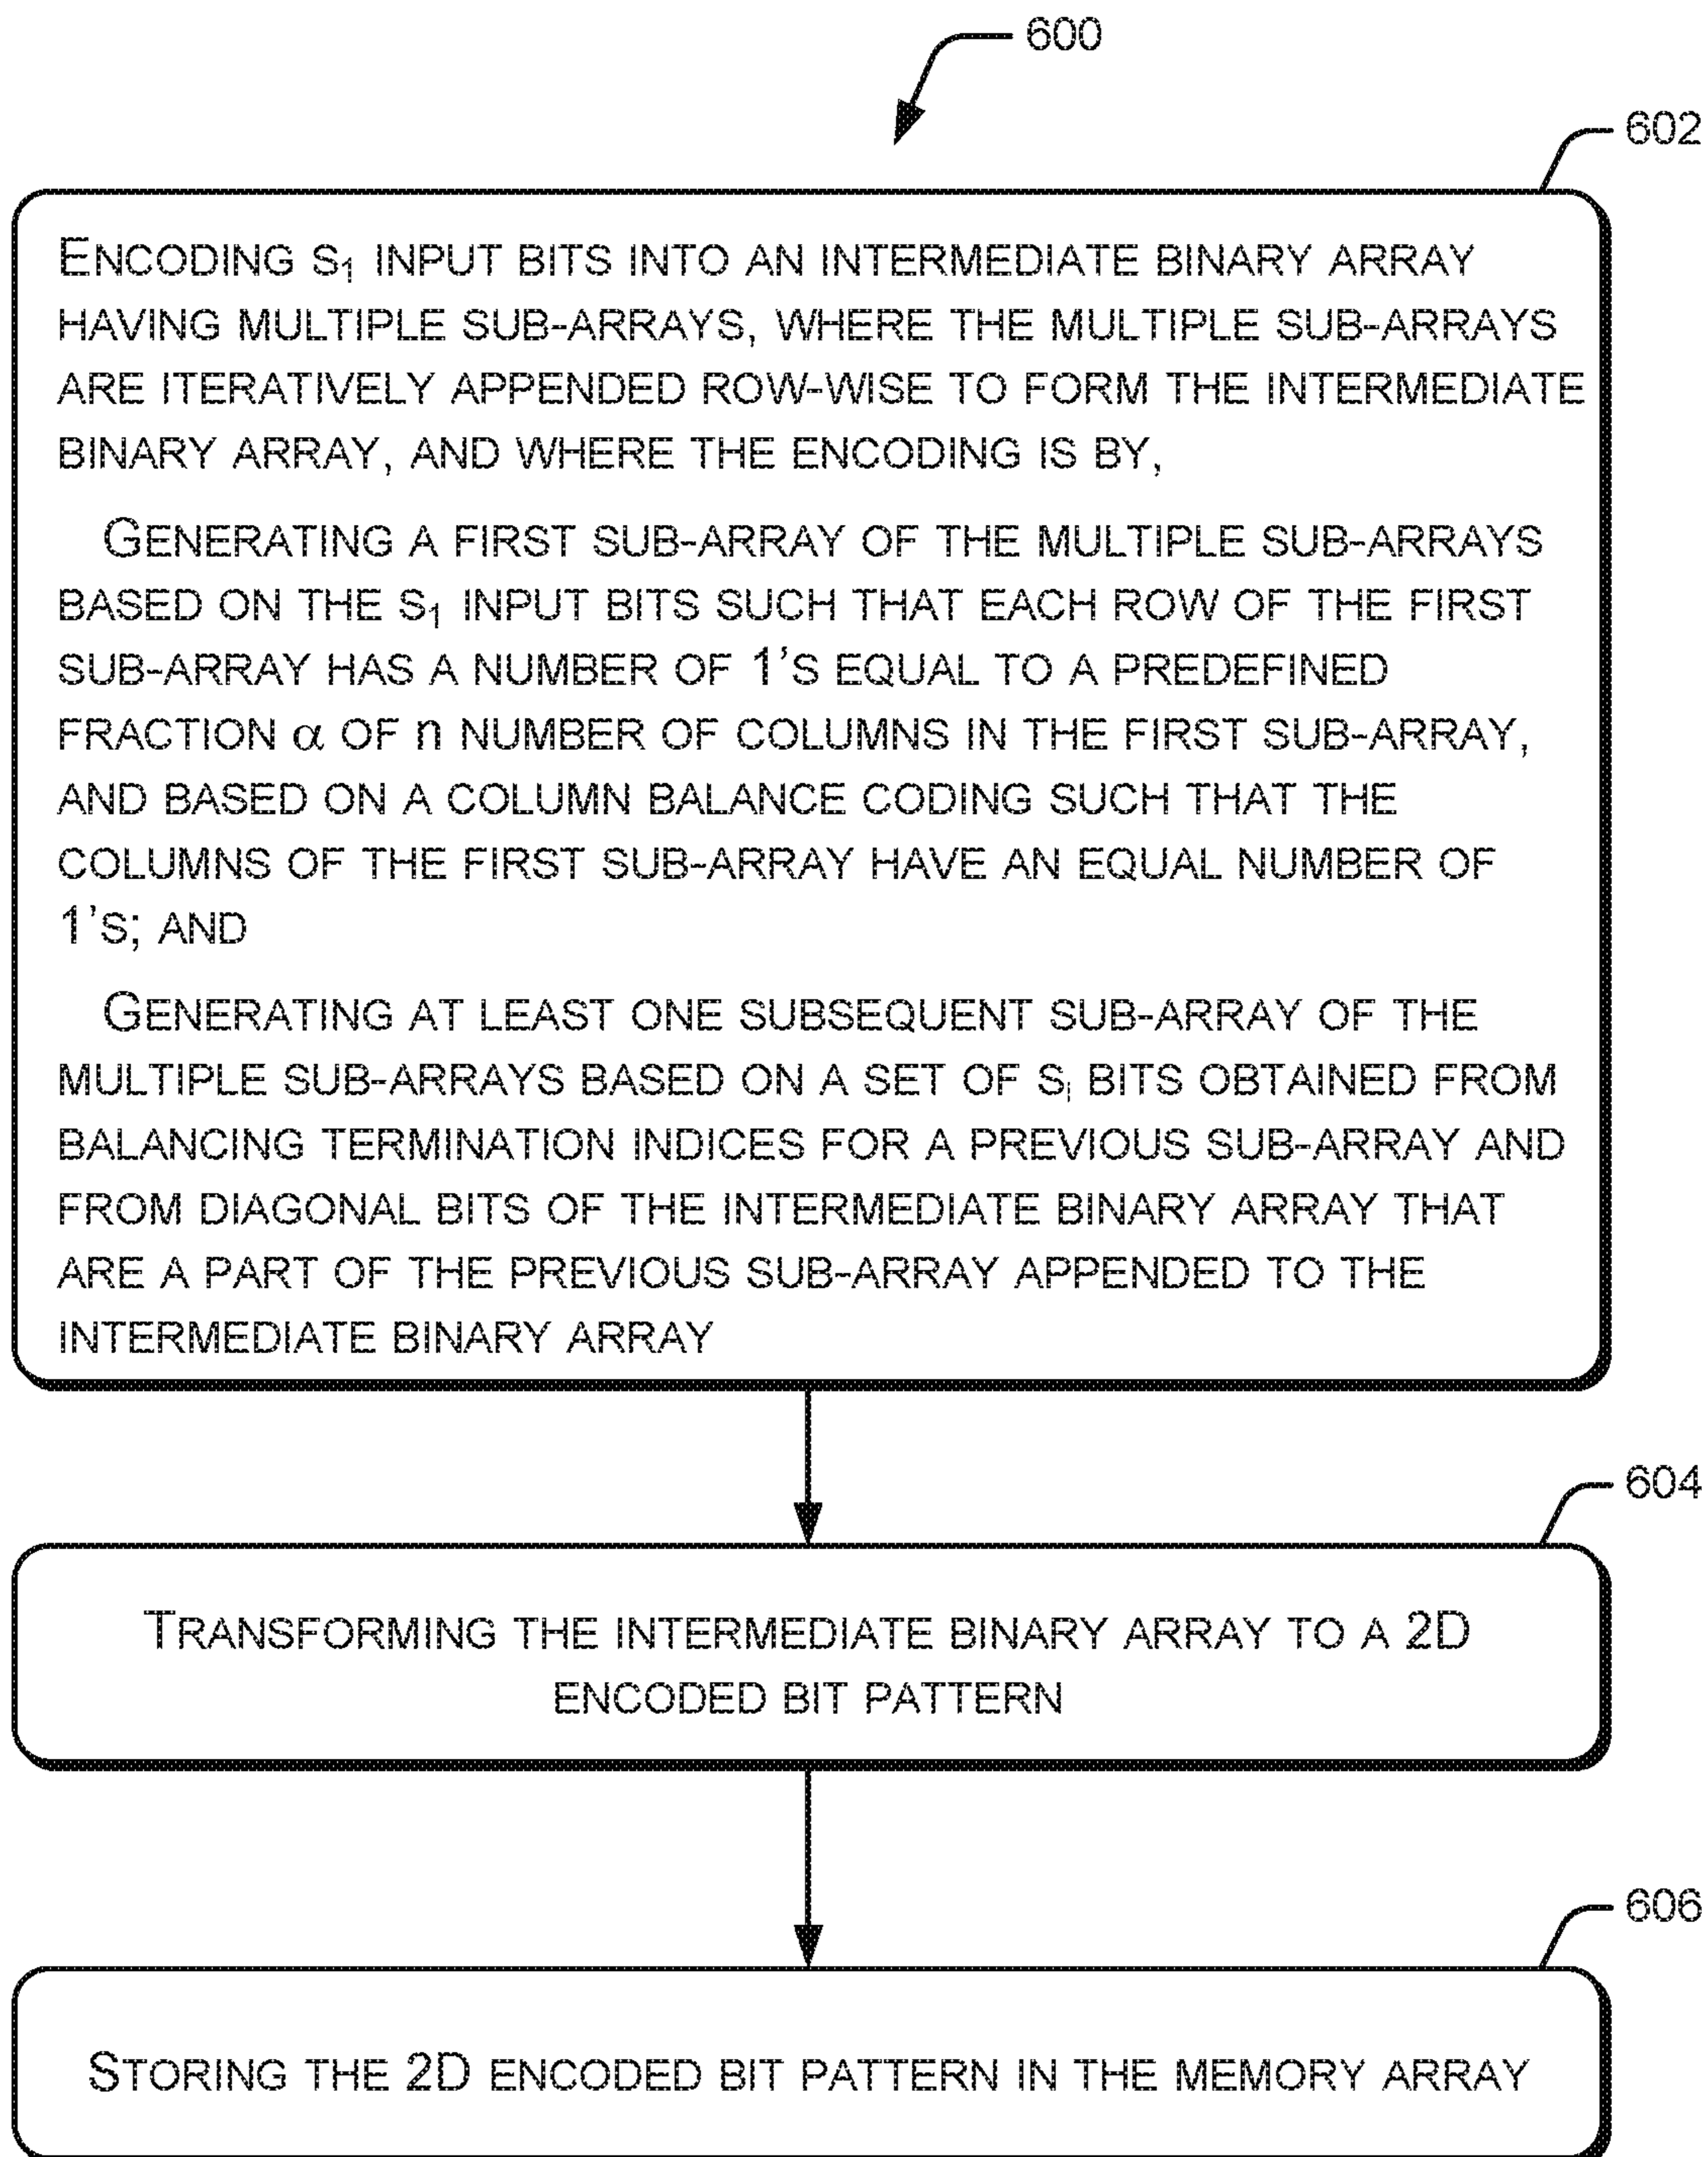 600
602
ENCODING S₁ INPUT BITS INTO AN INTERMEDIATE BINARY ARRAY
HAVING MULTIPLE SUB-ARRAYS, WHERE THE MULTIPLE SUB-ARRAYS
ARE ITERATIVELY APPENDED ROW-WISE TO FORM THE INTERMEDIATE
BINARY ARRAY, AND WHERE THE ENCODING IS BY,
GENERATING A FIRST SUB-ARRAY OF THE MULTIPLE SUB-ARRAYS
BASED ON THE S₁ INPUT BITS SUCH THAT EACH ROW OF THE FIRST
SUB-ARRAY HAS A NUMBER OF 1'S EQUAL TO A PREDEFINED
FRACTION α OF n NUMBER OF COLUMNS IN THE FIRST SUB-ARRAY,
AND BASED ON A COLUMN BALANCE CODING SUCH THAT THE
COLUMNS OF THE FIRST SUB-ARRAY HAVE AN EQUAL NUMBER OF
1'S; AND
GENERATING AT LEAST ONE SUBSEQUENT SUB-ARRAY OF THE
MULTIPLE SUB-ARRAYS BASED ON A SET OF Sᵢ BITS OBTAINED FROM
BALANCING TERMINATION INDICES FOR A PREVIOUS SUB-ARRAY AND
FROM DIAGONAL BITS OF THE INTERMEDIATE BINARY ARRAY THAT
ARE A PART OF THE PREVIOUS SUB-ARRAY APPENDED TO THE
INTERMEDIATE BINARY ARRAY
604
TRANSFORMING THE INTERMEDIATE BINARY ARRAY TO A 2D
ENCODED BIT PATTERN
606
STORING THE 2D ENCODED BIT PATTERN IN THE MEMORY ARRAY